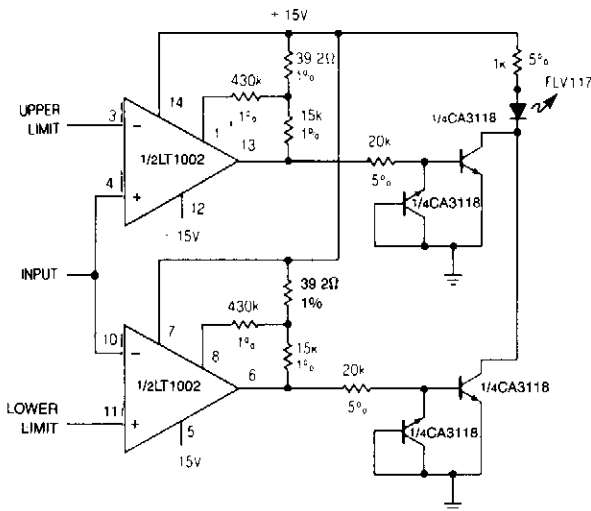 + 15V
39 2Ω
1%
430k
1%
15k
1%
1k
5%
FLV117
UPPER
LIMIT
3
−
14
1
13
1/2LT1002
4
+
12
- 15V
20k
5%
1/4CA3118
1/4CA3118
INPUT
39 2Ω
1%
430k
1%
15k
1%
10
−
7
8
6
1/2LT1002
LOWER
LIMIT
11
+
5
15V
20k
5%
1/4CA3118
1/4CA3118